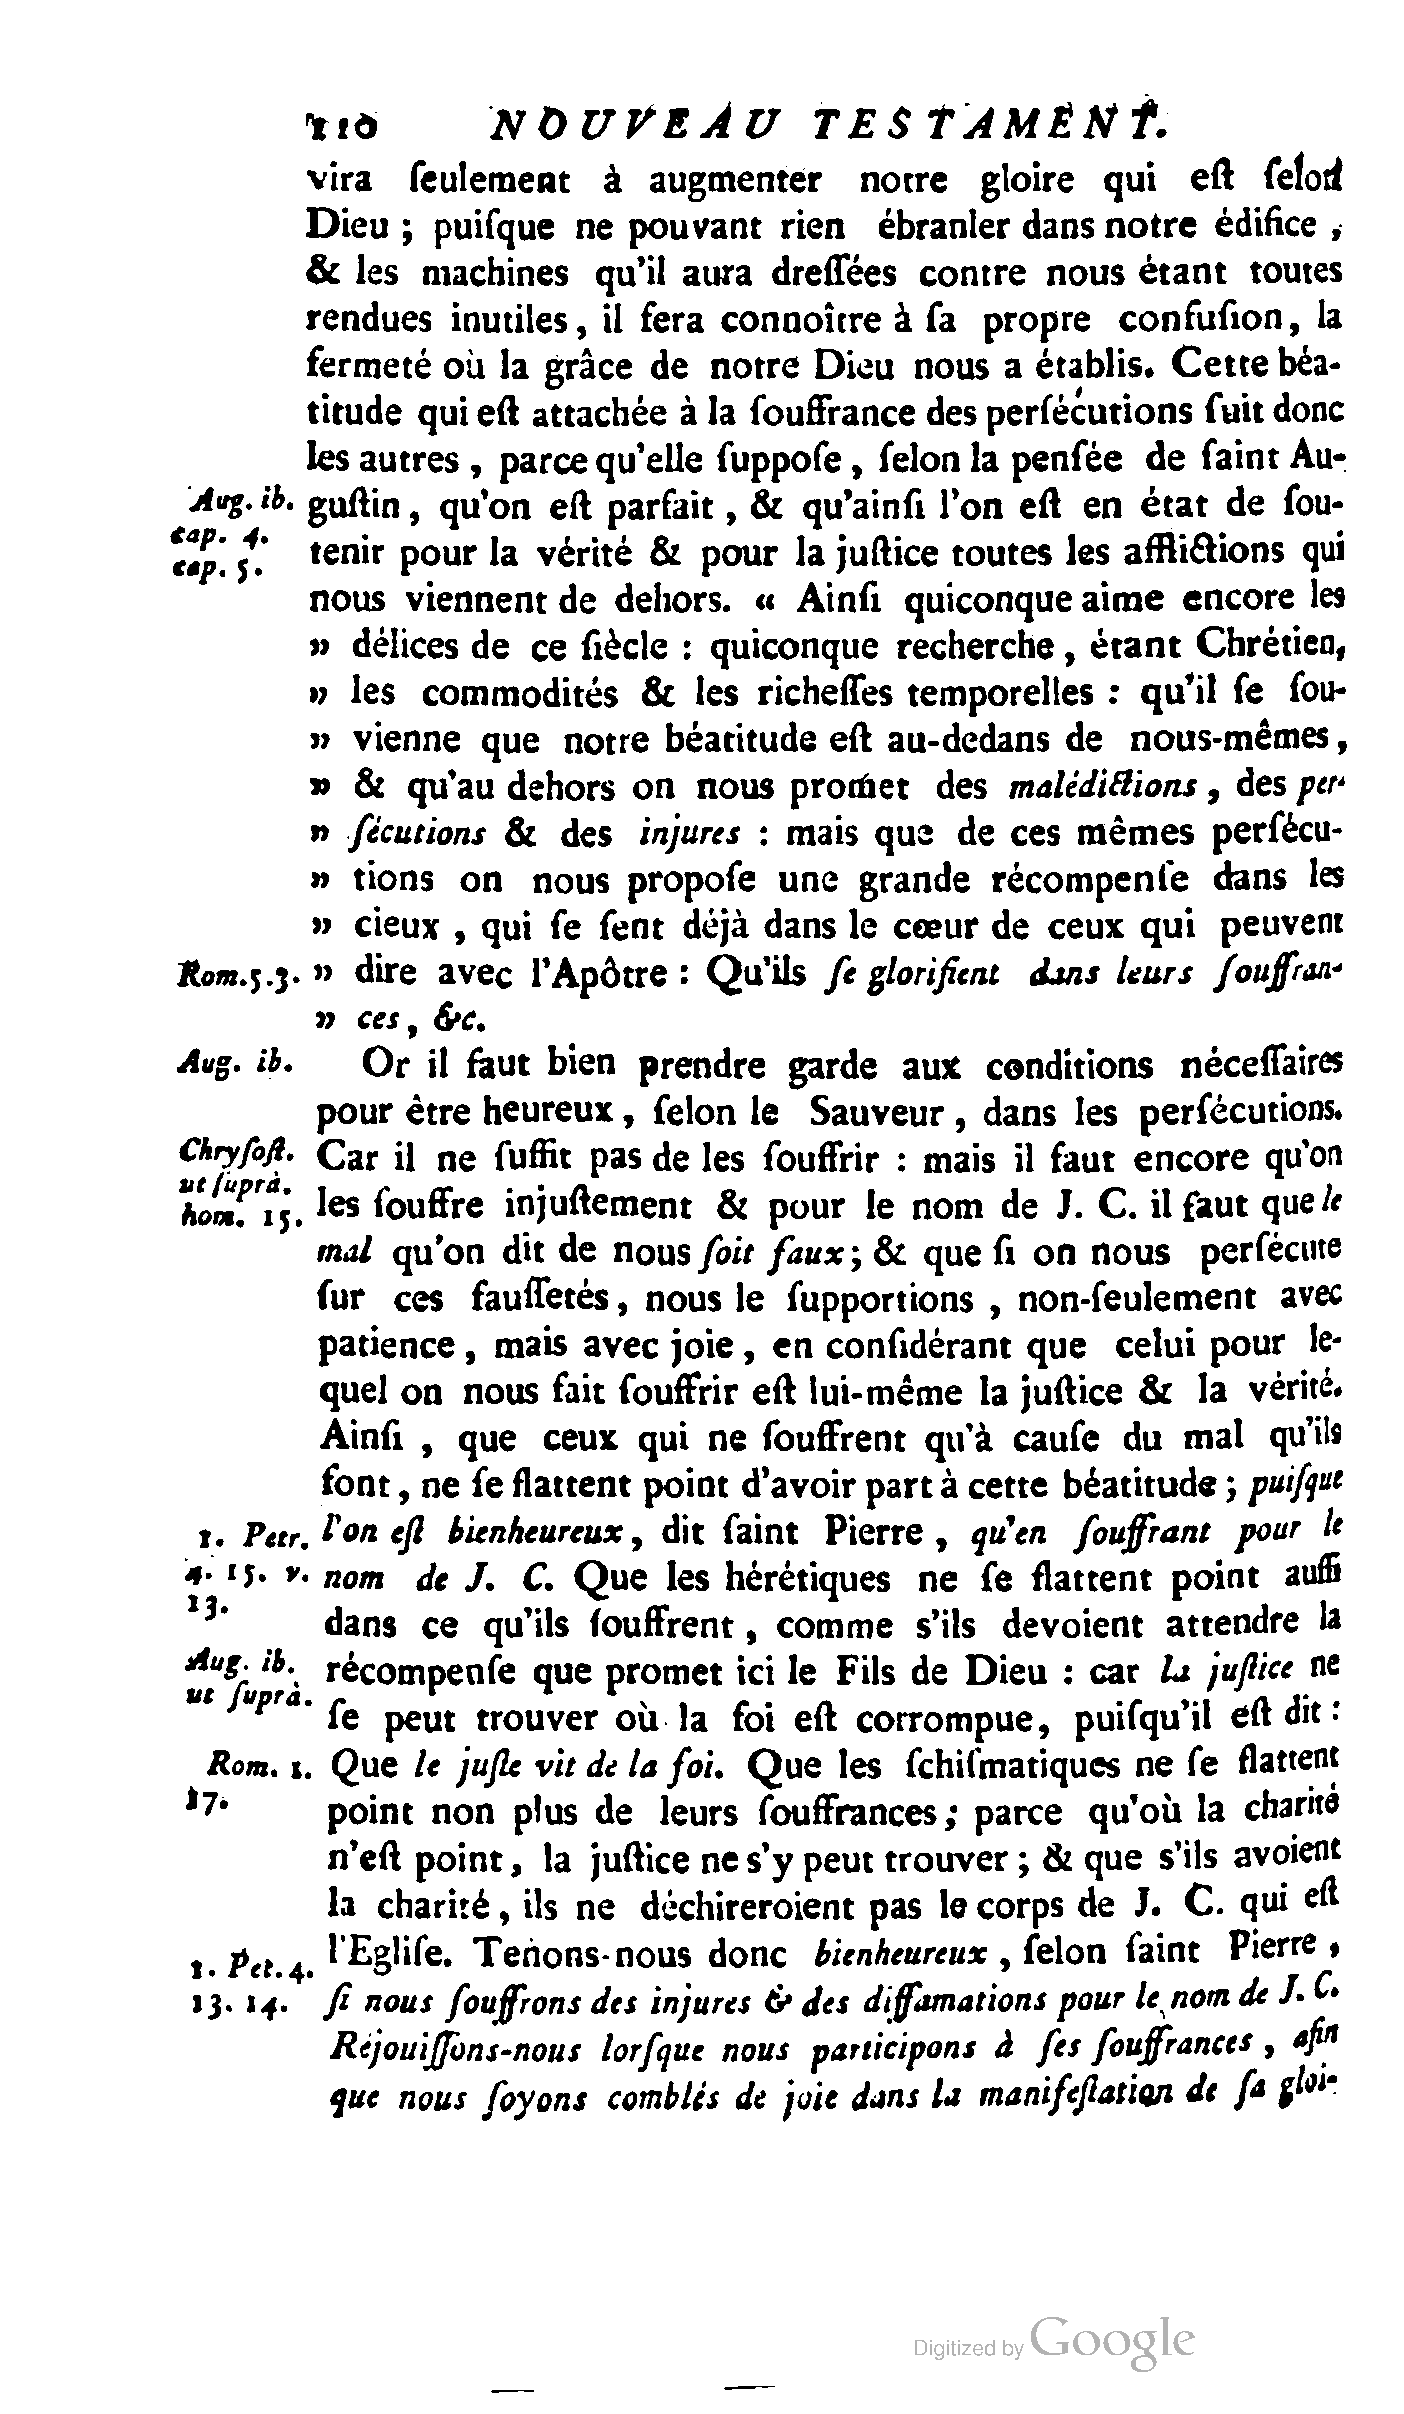 110 NOUVEAU TESTAMENT.
vira ſeulement à augmenter notre gloire qui eſt ſelon
Dieu ; puiſque ne pouvant rien ébranler dans notre édifice ,
& les machines qu'il aura dreſſées contre nous étant toutes
rendues inutiles, il fera connoître à ſa propre confuſion, la
fermeté où la grâce de notre Dieu nous a établis. Cette béa-
titude qui eſt attachée à la ſouffrance des perſécutions ſuit donc
les autres , parce qu'elle ſuppoſe , ſelon la penſée de ſaint Au-
Aug. ib. guſtin , qu'on eſt parfait , & qu'ainſi l'on eſt en état de ſou-
cap. 4.
cap. 5.
tenir pour la vérité & pour la juſtice toutes les afflictions qui
nous viennent de dehors. « Ainſi quiconque aime encore les
» délices de ce ſiècle : quiconque recherche , étant Chrétien,
» les commodités & les richeſſes temporelles : qu'il ſe ſou-
» vienne que notre béatitude eſt au-dedans de nous-mêmes ,
» & qu'au dehors on nous promet des malédictions , des per-
» ſécutions & des injures : mais que de ces mêmes perſécu-
» tions on nous propoſe une grande récompenſe dans les
» cieux , qui ſe ſent déjà dans le cœur de ceux qui peuvent
Rom. 5. 3. » dire avec l'Apôtre : Qu'ils ſe glorifient dans leurs ſouffran-
» ces, &c.
Aug. ib. Or il faut bien prendre garde aux conditions néceſſaires
pour être heureux , ſelon le Sauveur , dans les perſécutions.
Chryſoſt. Car il ne ſuffit pas de les ſouffrir : mais il faut encore qu'on
ut ſuprà.
hom. 15. les ſouffre injuſtement & pour le nom de J. C. il faut que le
mal qu'on dit de nous ſoit faux ; & que ſi on nous perſécute
ſur ces fauſſetés , nous le ſupportions , non-ſeulement avec
patience , mais avec joie , en conſidérant que celui pour le-
quel on nous fait ſouffrir eſt lui-même la juſtice & la vérité.
Ainſi , que ceux qui ne ſouffrent qu'à cauſe du mal qu'ils
font , ne ſe flattent point d'avoir part à cette béatitude ; puiſque
1. Petr. l'on eſt bienheureux , dit ſaint Pierre , qu'en ſouffrant pour le
4. 15. v. nom de J. C. Que les hérétiques ne ſe flattent point auſſi
13.
dans ce qu'ils ſouffrent , comme s'ils devoient attendre la
Aug. ib. récompenſe que promet ici le Fils de Dieu : car la juſtice ne
ut ſuprà.
ſe peut trouver où la foi eſt corrompue, puiſqu'il eſt dit :
Rom. 1. Que le juſte vit de la foi. Que les ſchiſmatiques ne ſe flattent
17. point non plus de leurs ſouffrances ; parce qu'où la charité
n'eſt point , la juſtice ne s'y peut trouver ; & que s'ils avoient
la charité , ils ne déchireroient pas le corps de J. C. qui eſt
1. Pet. 4. l'Egliſe. Tenons-nous donc bienheureux , ſelon ſaint Pierre ,
13. 14. ſi nous ſouffrons des injures & des diffamations pour le nom de J. C.
Réjouiſſons-nous lorſque nous participons à ſes ſouffrances , afin
que nous ſoyons comblés de joie dans la manifeſtation de ſa gloi-
Digitized by Google